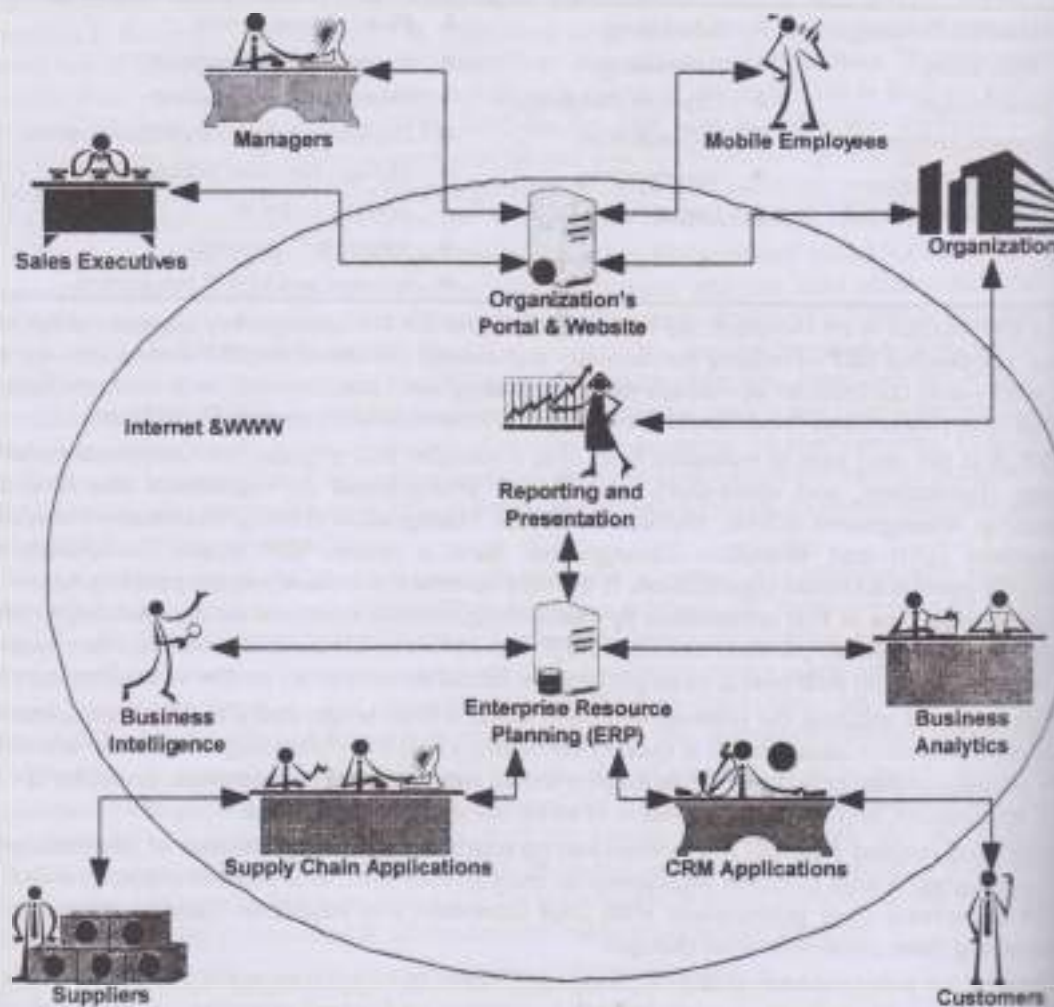 Managers
Mobile Employees
Sales Executives
Organization
Organization's
Portal & Website
Internet &WWW
Reporting and
Presentation
Business
Intelligence
Enterprise Resource
Planning (ERP)
Business
Analytics
Supply Chain Applications
CRM Applications
Suppliers
Customers